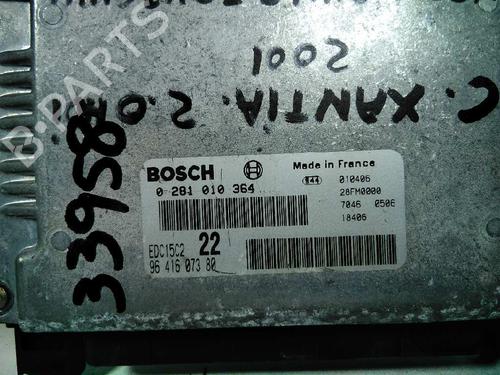 2001
C. XANTIA. 2.0
B-PARTS
33958
BOSCH
Made in France
0 281 010 364
010406
28FM0000
7046 0506
18406
EDC15C2 22
96 416 073 80